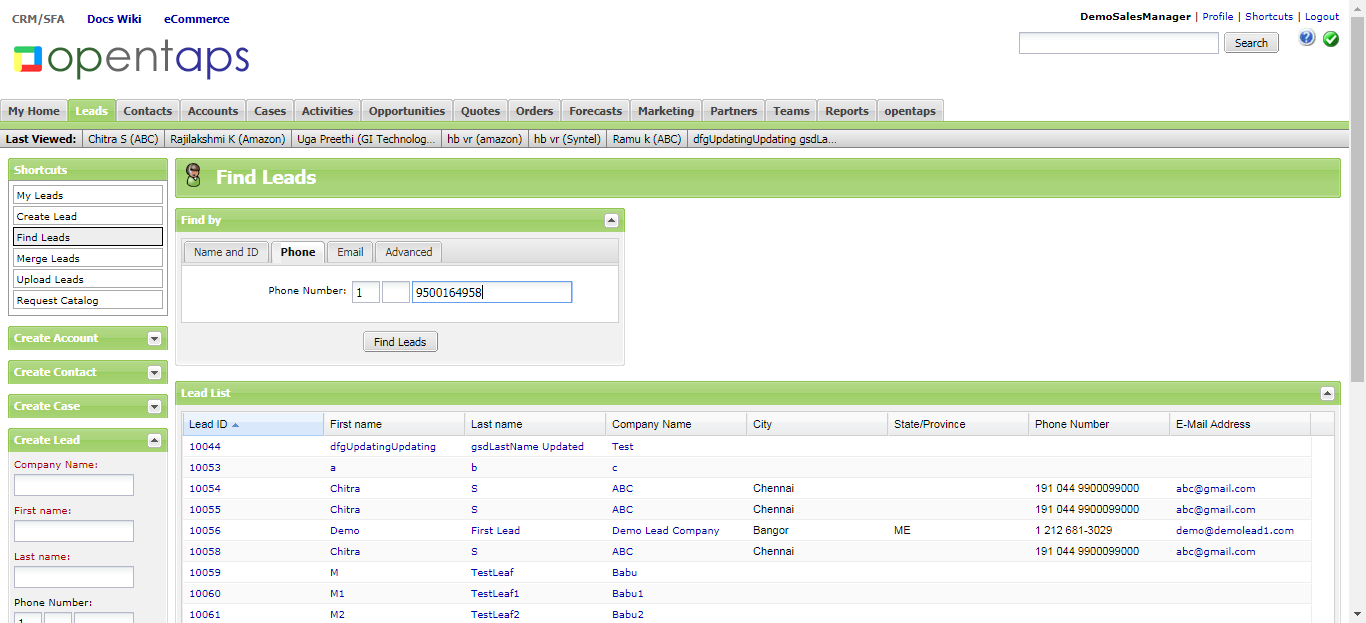 CRM/SFA Docs Wiki eCommerce
DemoSalesManager | Profile | Shortcuts | Logout
opentaps
Search
My Home Leads Contacts Accounts Cases Activities Opportunities Quotes Orders Forecasts Marketing Partners Teams Reports opentaps
Last Viewed: Chitra S (ABC) Rajilakshmi K (Amazon) Uga Preethi (GI Technolog... hb vr (amazon) hb vr (Syntel) Ramu k (ABC) dfgUpdatingUpdating gsdLa...
Shortcuts
My Leads
Create Lead
Find Leads
Merge Leads
Upload Leads
Request Catalog
Create Account
Create Contact
Create Case
Create Lead
Company Name:
First name:
Last name:
Phone Number:
1
Find Leads
Find by
Name and ID Phone Email Advanced
Phone Number: 1 9500164958
Find Leads
Lead List
Lead ID First name Last name Company Name City State/Province Phone Number E-Mail Address
10044 dfgUpdatingUpdating gsdLastName Updated Test
10053 a b c
10054 Chitra S ABC Chennai 191 044 9900099000 abc@gmail.com
10055 Chitra S ABC Chennai 191 044 9900099000 abc@gmail.com
10056 Demo First Lead Demo Lead Company Bangor ME 1 212 681-3029 demo@demolead1.com
10058 Chitra S ABC Chennai 191 044 9900099000 abc@gmail.com
10059 M TestLeaf Babu
10060 M1 TestLeaf1 Babu1
10061 M2 TestLeaf2 Babu2